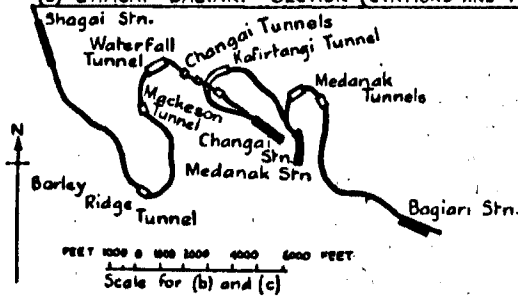 Shagai Stn.
Waterfall
Tunnel
Changai Tunnels
Kafirtangi Tunnel
Medanak
Tunnels
Mackeson
Tunnel
Changai
Stn.
Medanak Stn
N
Barley
Ridge
Tunnel
Bagiari Stn.
FEET 1000 0 1000 2000 4000 6000 FEET
Scale for (b) and (c)